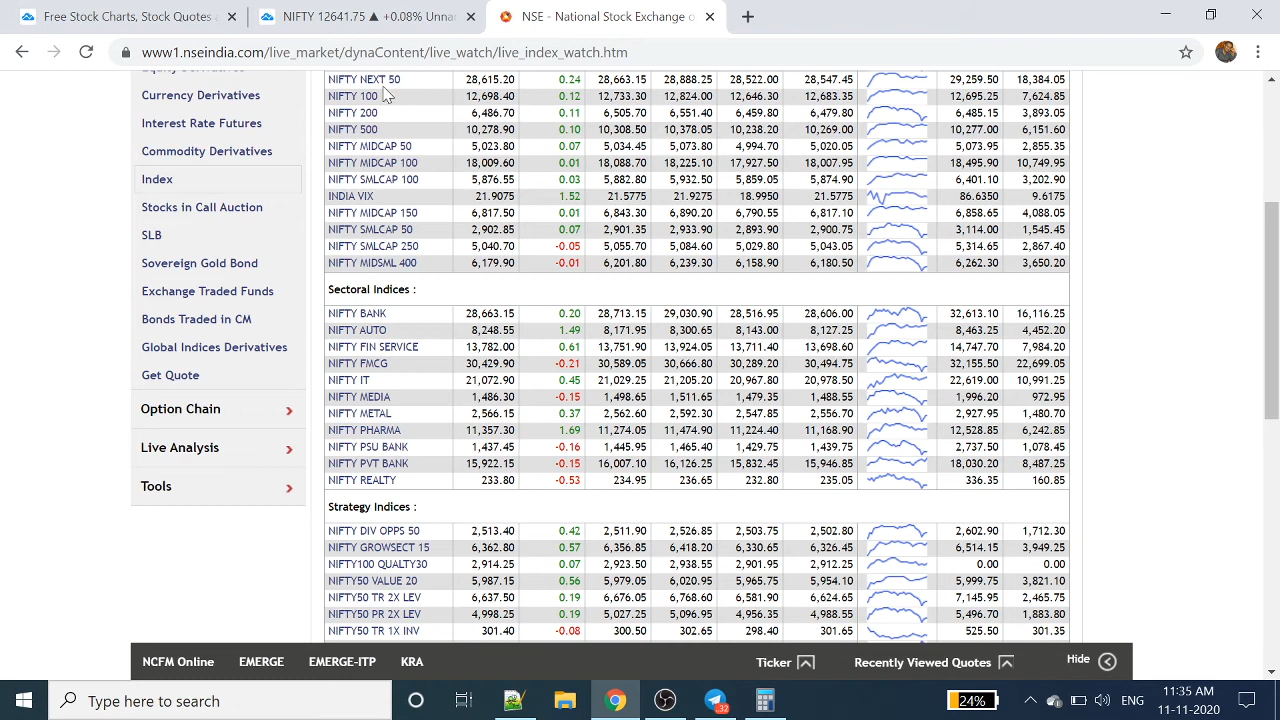 Free Stock Charts, Stock Quotes a
NIFTY 12641.75 ▲ +0.08% Unna
NSE - National Stock Exchange o
www1.nseindia.com/live_market/dynaContent/live_watch/live_index_watch.htm
Currency Derivatives
Interest Rate Futures
Commodity Derivatives
Index
Stocks in Call Auction
SLB
Sovereign Gold Bond
Exchange Traded Funds
Bonds Traded in CM
Global Indices Derivatives
Get Quote
Option Chain
Live Analysis
Tools
NIFTY NEXT 50 28,615.20 0.24 28,663.15 28,888.25 28,522.00 28,547.45 29,259.50 18,384.05
NIFTY 100 12,698.40 0.12 12,733.30 12,824.00 12,646.30 12,683.35 12,695.25 7,624.85
NIFTY 200 6,486.70 0.11 6,505.70 6,551.40 6,459.80 6,479.80 6,485.15 3,893.05
NIFTY 500 10,278.90 0.10 10,308.50 10,378.05 10,238.20 10,269.00 10,277.00 6,151.60
NIFTY MIDCAP 50 5,023.80 0.07 5,034.45 5,073.80 4,994.70 5,020.05 5,073.95 2,855.35
NIFTY MIDCAP 100 18,009.60 0.01 18,088.70 18,225.10 17,927.50 18,007.95 18,495.90 10,749.95
NIFTY SMLCAP 100 5,876.55 0.03 5,882.80 5,932.50 5,859.05 5,874.90 6,401.10 3,202.90
INDIA VIX 21.9075 1.52 21.5775 21.9275 18.9950 21.5775 86.6350 9.6175
NIFTY MIDCAP 150 6,817.50 0.01 6,843.30 6,890.20 6,790.55 6,817.10 6,858.65 4,088.05
NIFTY SMLCAP 50 2,902.85 0.07 2,901.35 2,933.90 2,893.90 2,900.75 3,114.00 1,545.45
NIFTY SMLCAP 250 5,040.70 -0.05 5,055.70 5,084.60 5,029.80 5,043.05 5,314.65 2,867.40
NIFTY MIDSML 400 6,179.90 -0.01 6,201.80 6,239.30 6,158.90 6,180.50 6,262.30 3,650.20
Sectoral Indices :
NIFTY BANK 28,663.15 0.20 28,713.15 29,030.90 28,516.95 28,606.00 32,613.10 16,116.25
NIFTY AUTO 8,248.55 1.49 8,171.95 8,300.65 8,143.00 8,127.25 8,463.25 4,452.20
NIFTY FIN SERVICE 13,782.00 0.61 13,751.90 13,924.05 13,711.40 13,698.60 14,747.70 7,984.20
NIFTY FMCG 30,429.90 -0.21 30,589.05 30,666.80 30,289.20 30,494.75 32,155.50 22,699.05
NIFTY IT 21,072.90 0.45 21,029.25 21,205.20 20,967.80 20,978.50 22,619.00 10,991.25
NIFTY MEDIA 1,486.30 -0.15 1,498.65 1,511.65 1,479.35 1,488.55 1,996.20 972.95
NIFTY METAL 2,566.15 0.37 2,562.60 2,592.30 2,547.85 2,556.70 2,927.95 1,480.70
NIFTY PHARMA 11,357.30 1.69 11,274.05 11,474.90 11,224.40 11,168.90 12,528.85 6,242.85
NIFTY PSU BANK 1,437.45 -0.16 1,445.95 1,465.40 1,429.75 1,439.75 2,737.50 1,078.45
NIFTY PVT BANK 15,922.15 -0.15 16,007.10 16,126.25 15,832.45 15,946.85 18,030.20 8,487.25
NIFTY REALTY 233.80 -0.53 234.95 236.65 232.80 235.05 336.35 160.85
Strategy Indices :
NIFTY DIV OPPS 50 2,513.40 0.42 2,511.90 2,526.85 2,503.75 2,502.80 2,602.90 1,712.30
NIFTY GROWSECT 15 6,362.80 0.57 6,356.85 6,418.20 6,330.65 6,326.45 6,514.15 3,949.25
NIFTY100 QUALTY30 2,914.25 0.07 2,923.50 2,938.55 2,901.95 2,912.25 0.00 0.00
NIFTY50 VALUE 20 5,987.15 0.56 5,979.05 6,020.95 5,965.75 5,954.10 5,999.75 3,821.10
NIFTY50 TR 2X LEV 6,637.50 0.19 6,676.05 6,768.60 6,581.90 6,624.65 7,145.95 2,465.75
NIFTY50 PR 2X LEV 4,998.25 0.19 5,027.25 5,096.95 4,956.35 4,988.55 5,496.70 1,883.80
NIFTY50 TR 1X INV 301.40 -0.08 300.50 302.65 298.40 301.65 525.50 301.35
NCFM Online EMERGE EMERGE-ITP KRA Ticker Recently Viewed Quotes Hide
Type here to search
32
24%
ENG
11:35 AM
11-11-2020